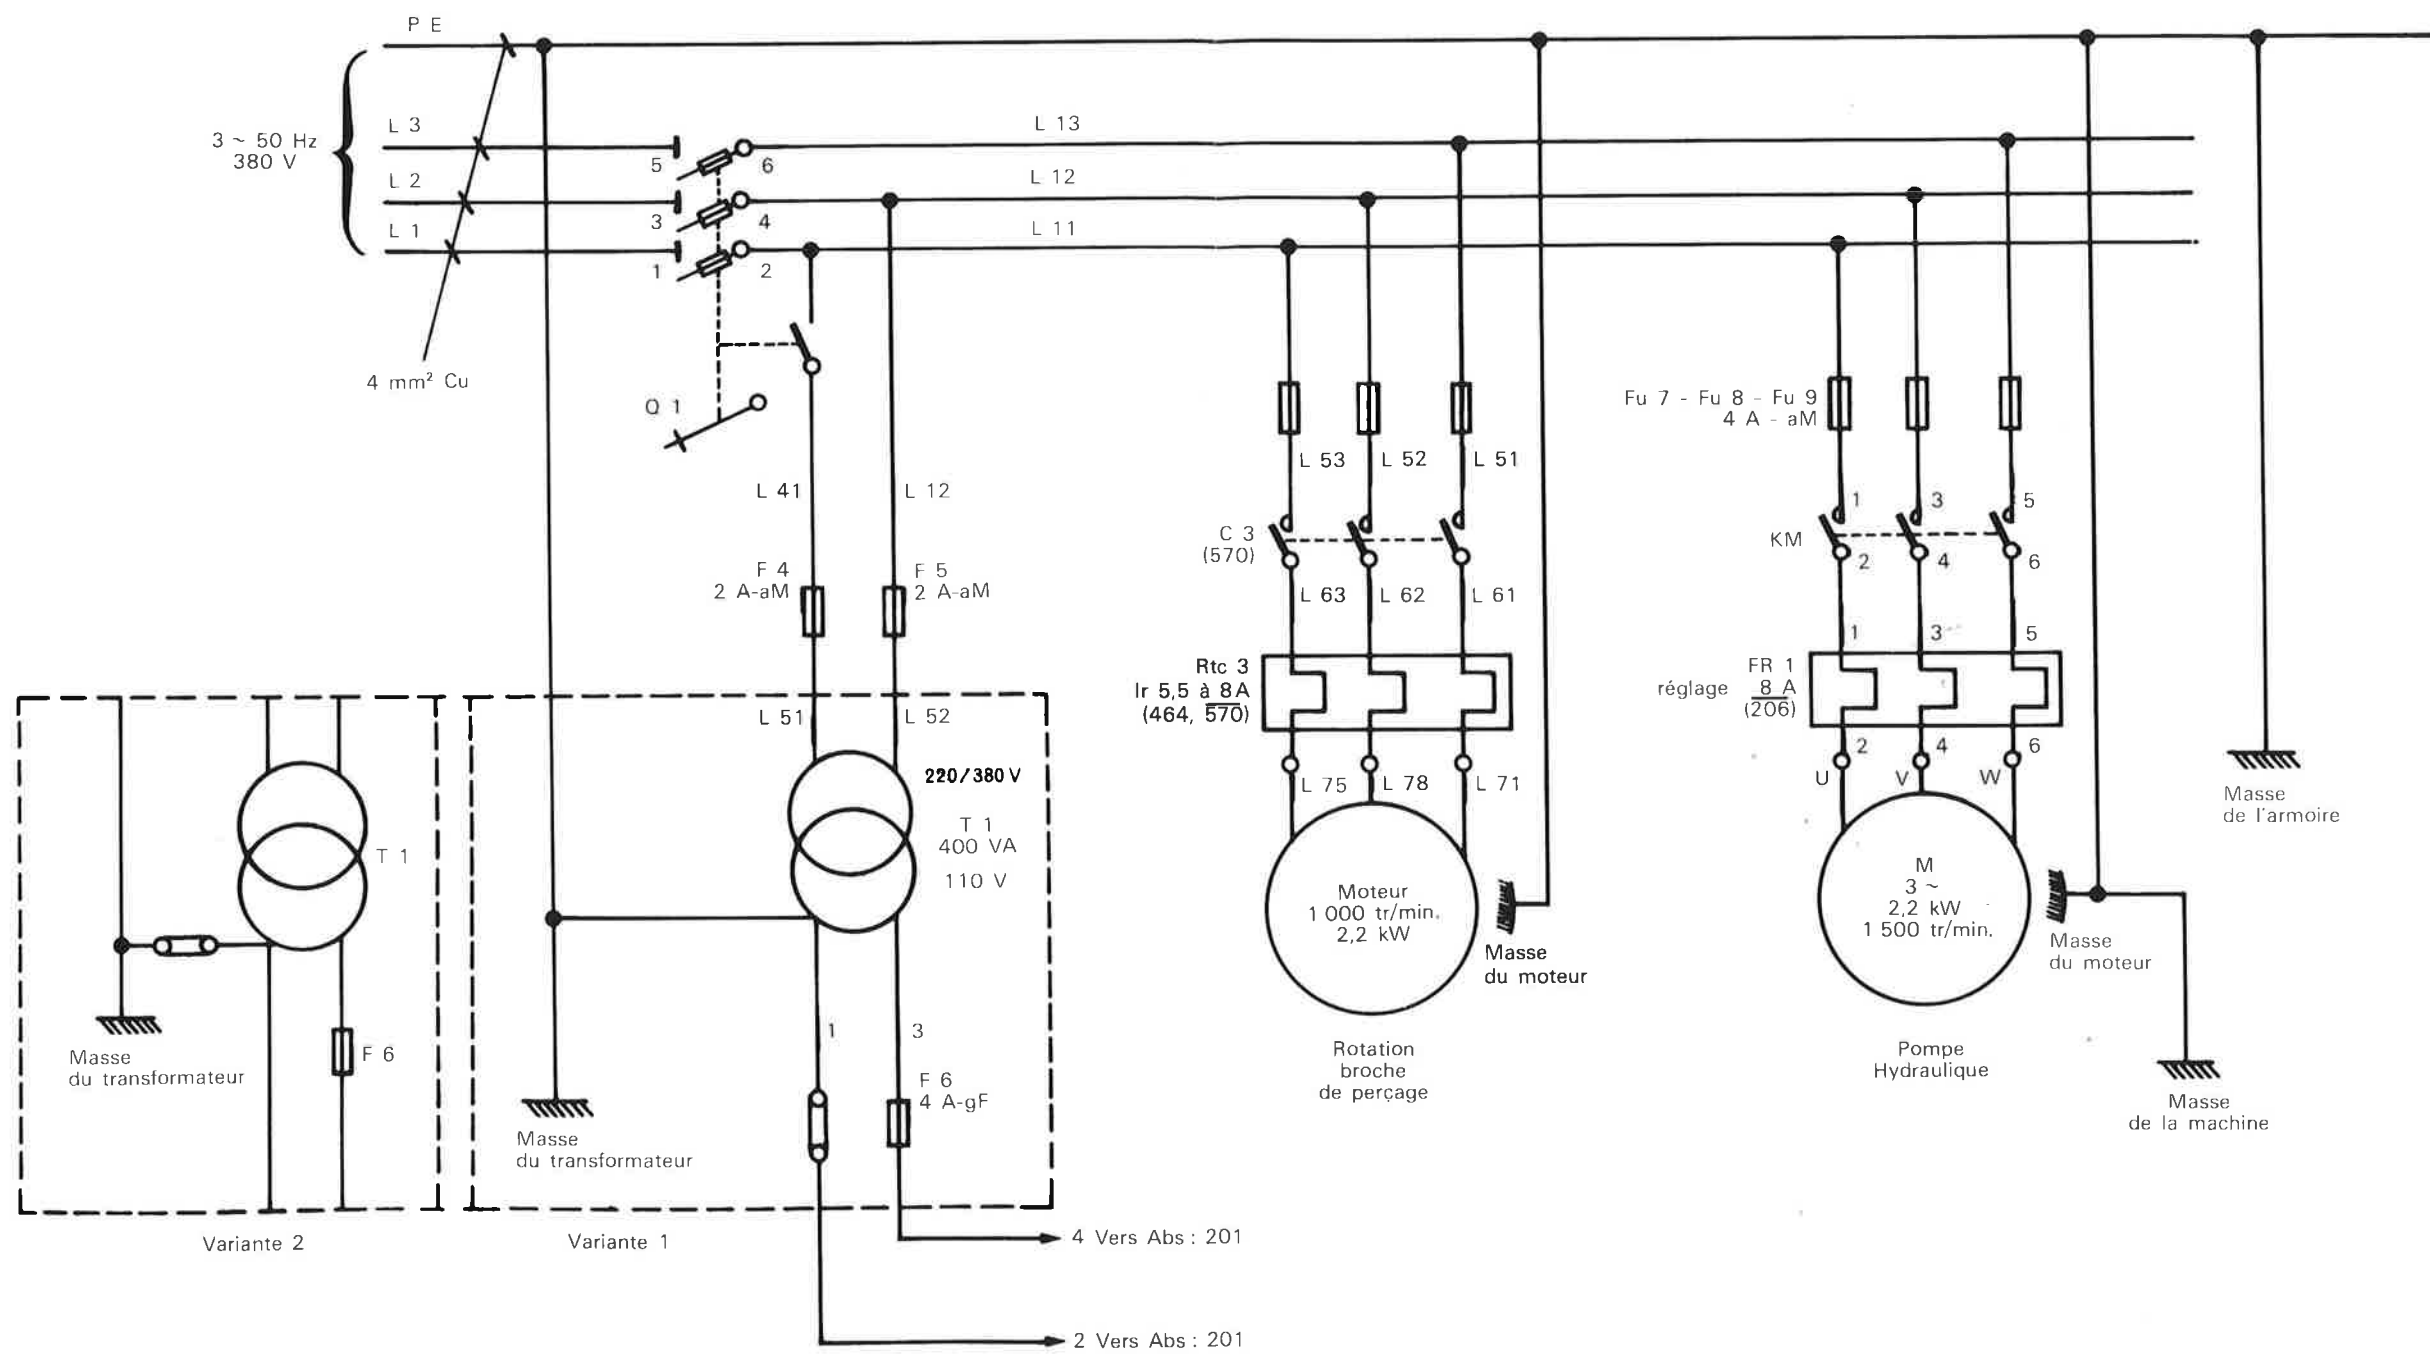 P E
L 3
L 13
3 ~ 50 Hz
380 V
5
6
L 2
L 12
3
4
L 1
L 11
1
2
4 mm² Cu
Q 1
L 41
L 12
F 4
2 A-aM
F 5
2 A-aM
L 51
L 52
220/380 V
T 1
400 VA
110 V
1
3
F 6
4 A-gF
Masse
du transformateur
Variante 1
T 1
F 6
Masse
du transformateur
Variante 2
4 Vers Abs : 201
2 Vers Abs : 201
L 53
L 52
L 51
C 3
(570)
L 63
L 62
L 61
Rtc 3
Ir 5,5 à 8A
(464, 570)
L 75
L 78
L 71
Moteur
1 000 tr/min.
2,2 kW
Masse
du moteur
Rotation
broche
de perçage
Fu 7 - Fu 8 - Fu 9
4 A - aM
1
3
5
KM
2
4
6
1
3
5
FR 1
réglage 8 A
(206)
2
4
6
U
V
W
M
3 ~
2,2 kW
1 500 tr/min.
Masse
du moteur
Pompe
Hydraulique
Masse
de la machine
Masse
de l'armoire